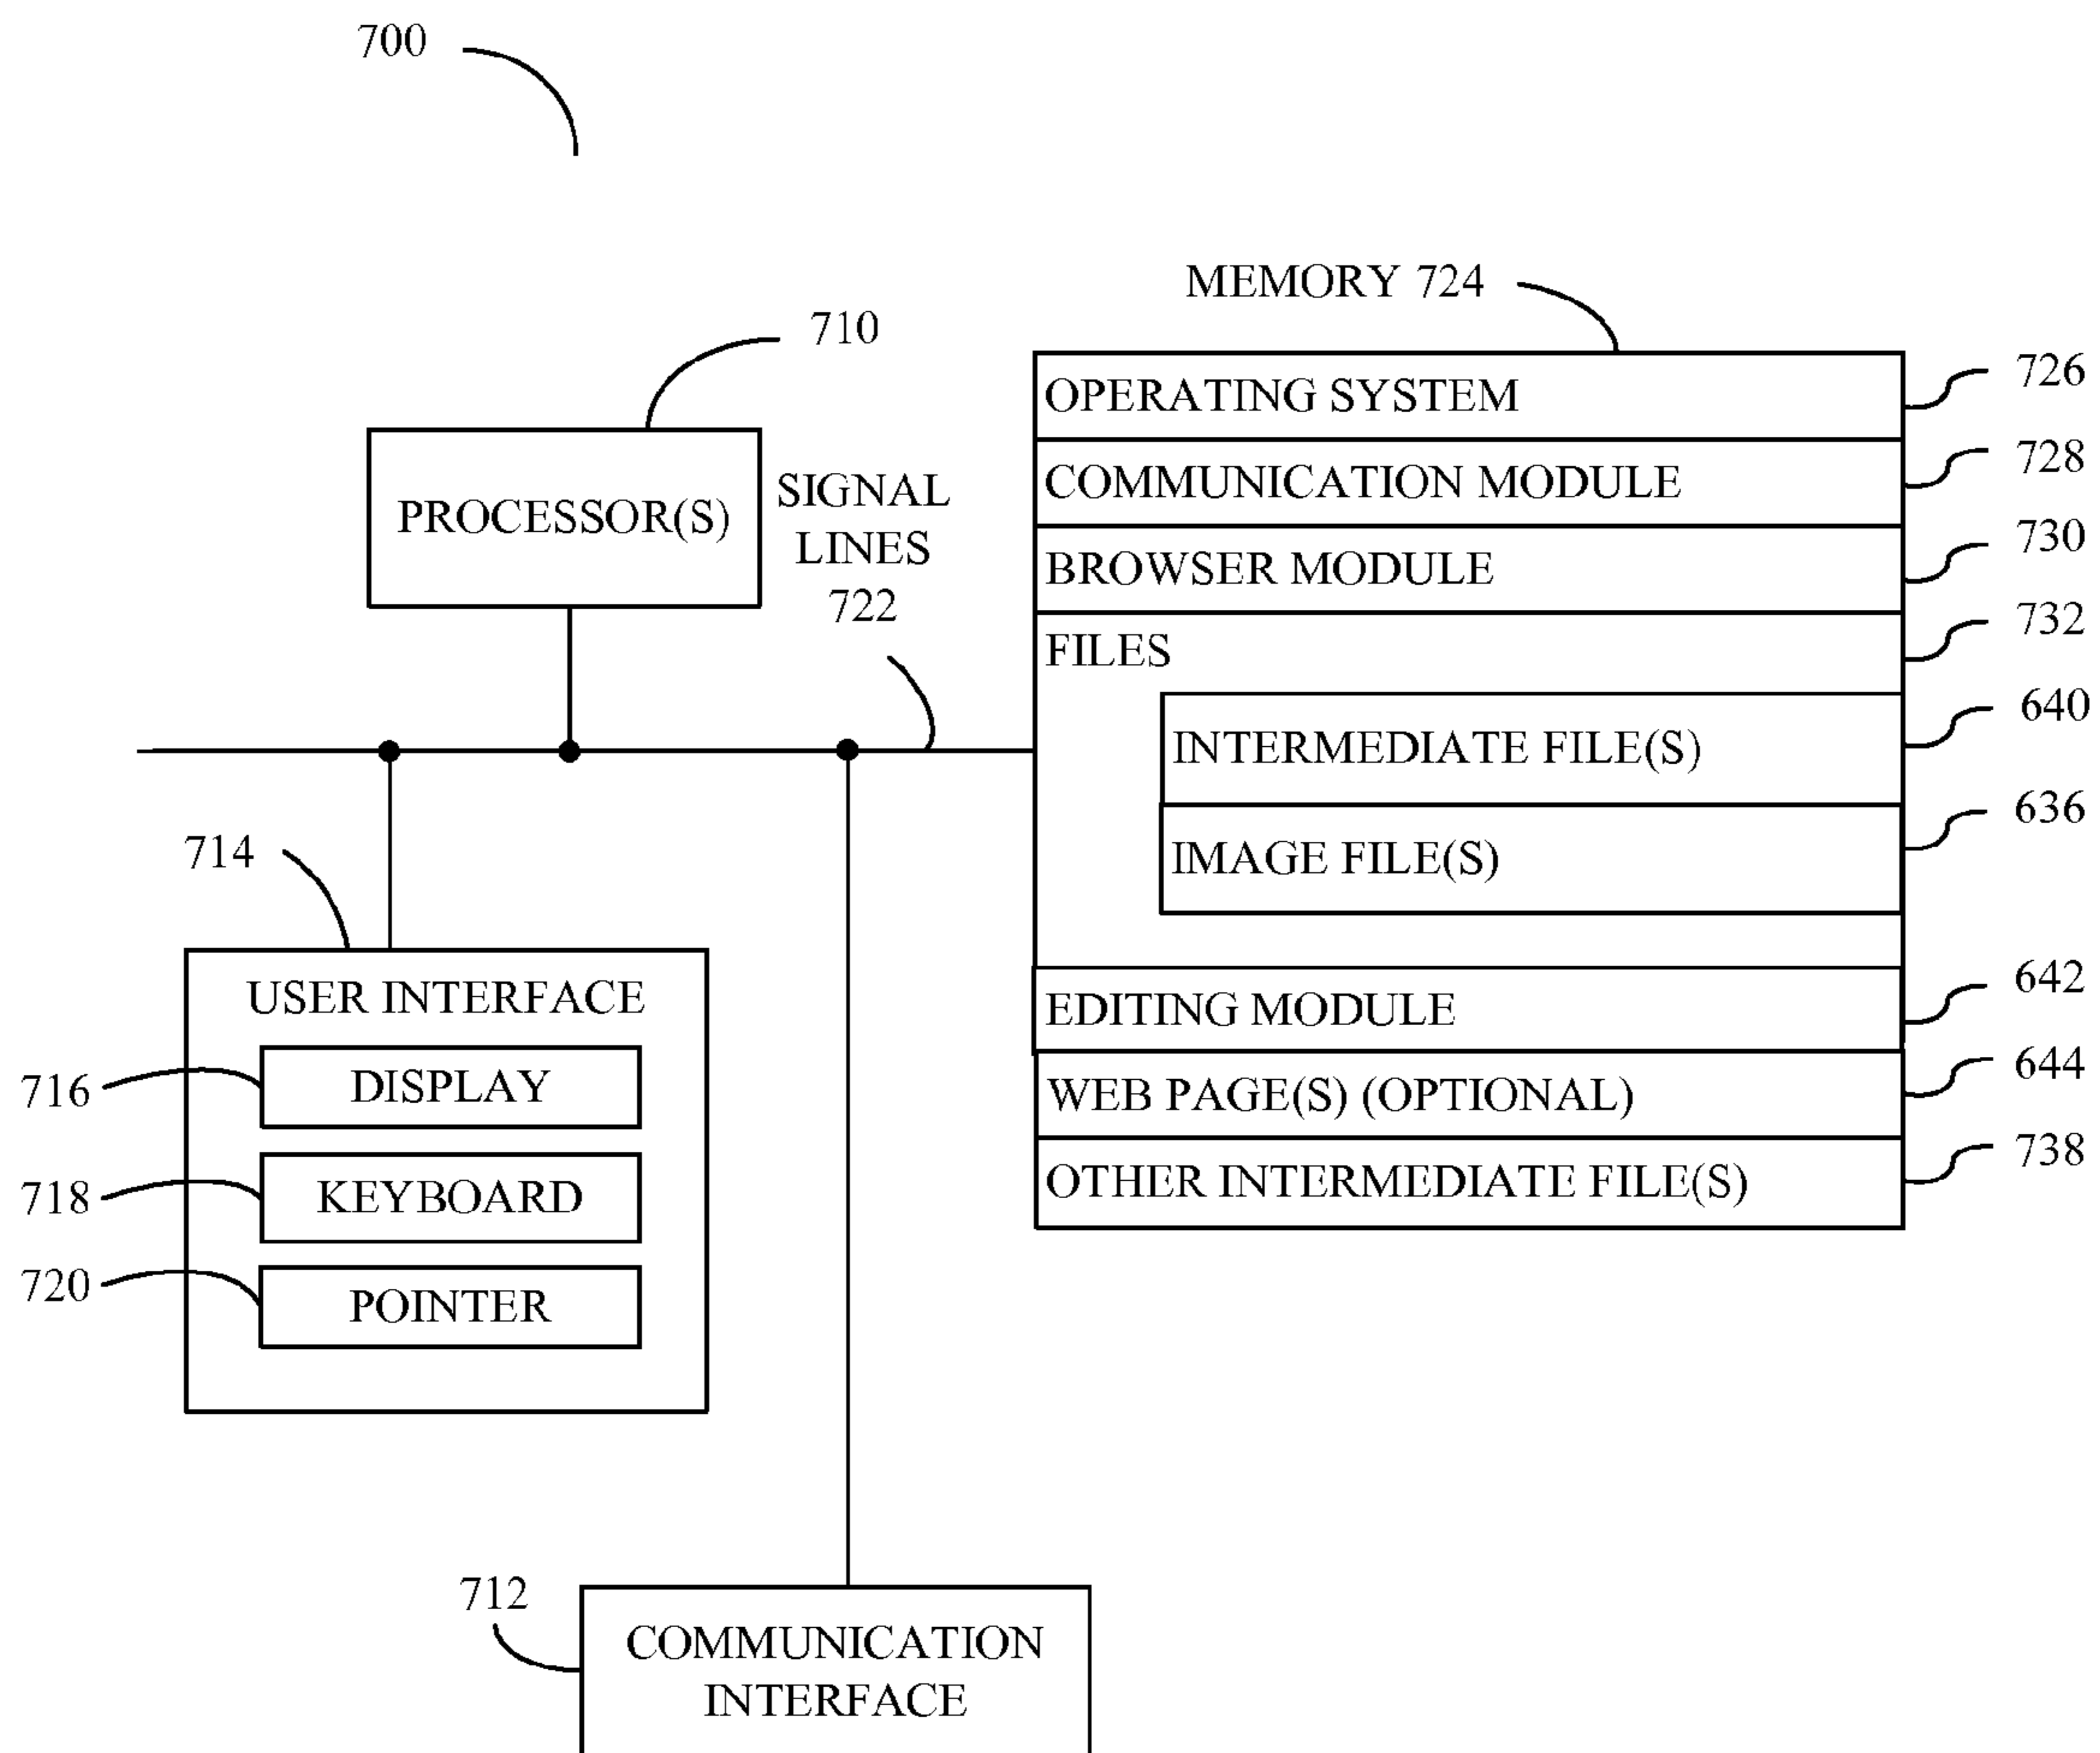 700
MEMORY 724
710
726
OPERATING SYSTEM
728
COMMUNICATION MODULE
PROCESSOR(S)
SIGNAL
LINES
722
730
BROWSER MODULE
732
FILES
640
INTERMEDIATE FILE(S)
636
IMAGE FILE(S)
714
USER INTERFACE
642
EDITING MODULE
716
DISPLAY
644
WEB PAGE(S) (OPTIONAL)
718
KEYBOARD
738
OTHER INTERMEDIATE FILE(S)
720
POINTER
712
COMMUNICATION
INTERFACE